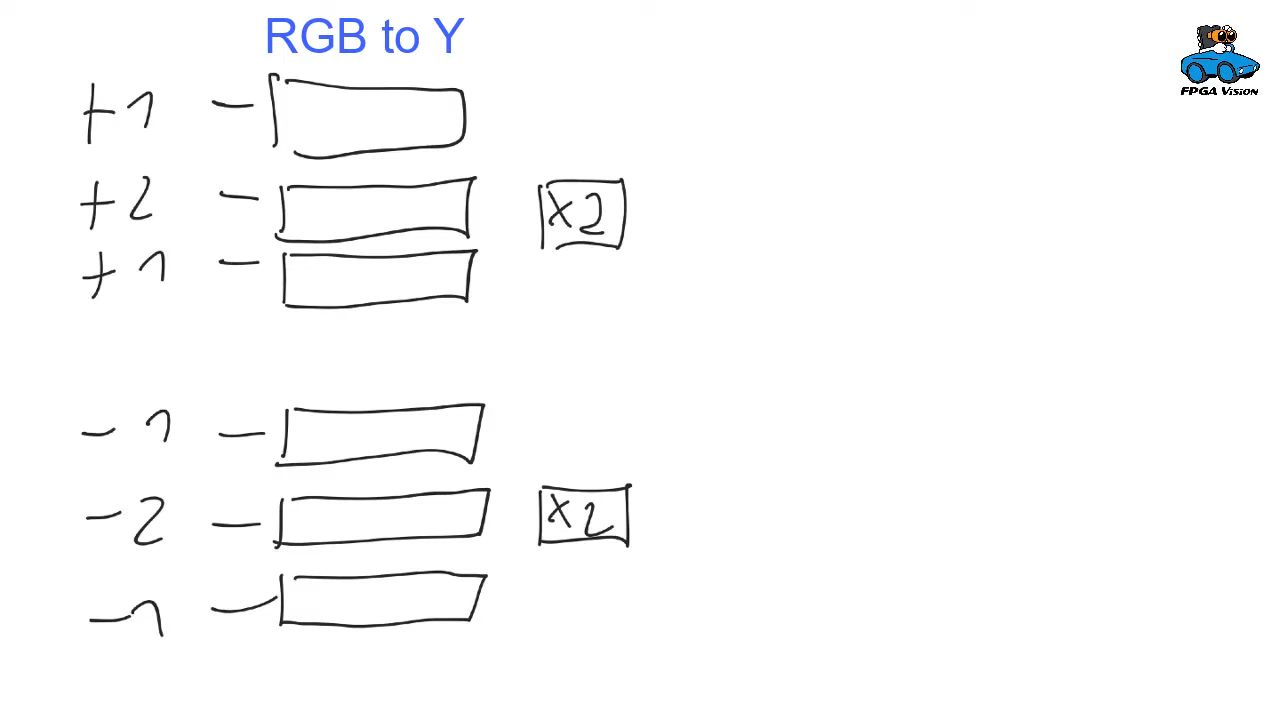 RGB to Y
FPGA Vision
+1
+2 x2
+1
-1
-2 x2
-1